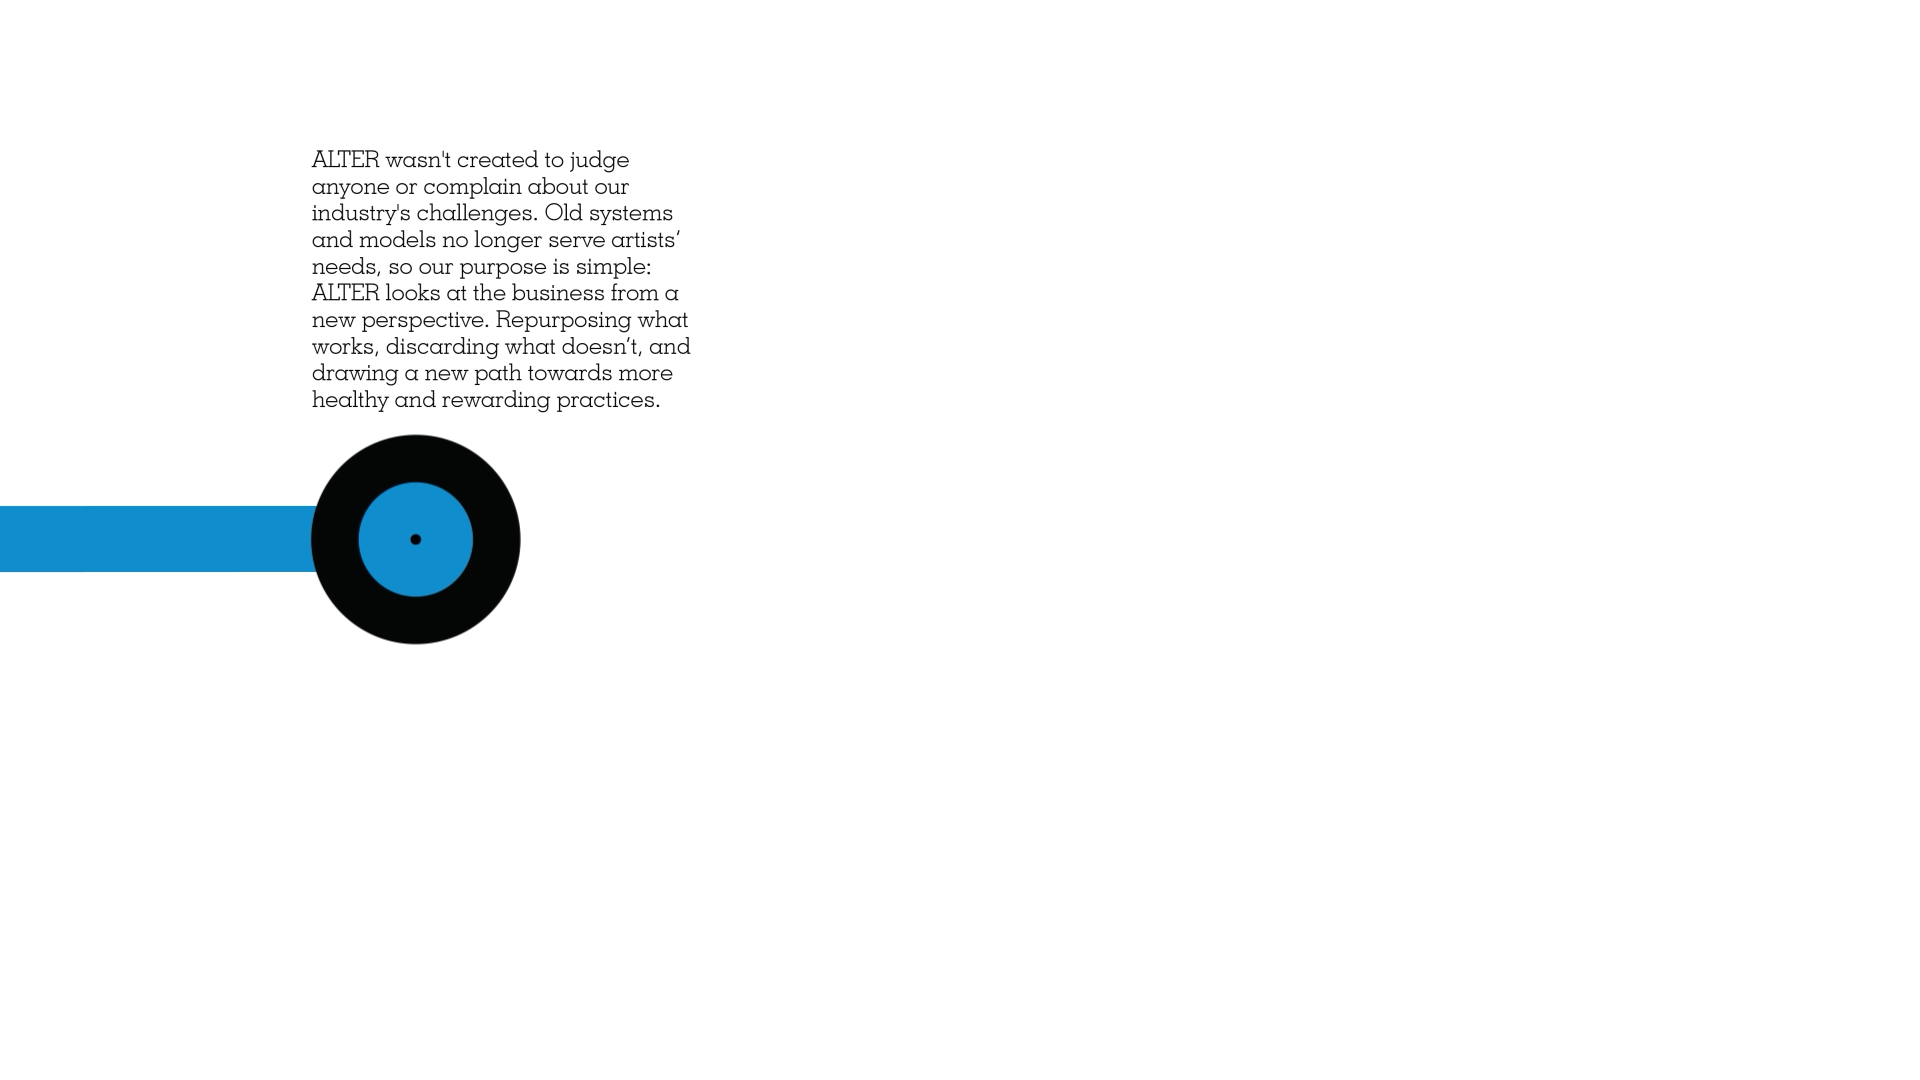 ALTER wasn't created to judge
anyone or complain about our
industry's challenges. Old systems
and models no longer serve artists’
needs, so our purpose is simple:
ALTER looks at the business from a
new perspective. Repurposing what
works, discarding what doesn’t, and
drawing a new path towards more
healthy and rewarding practices.